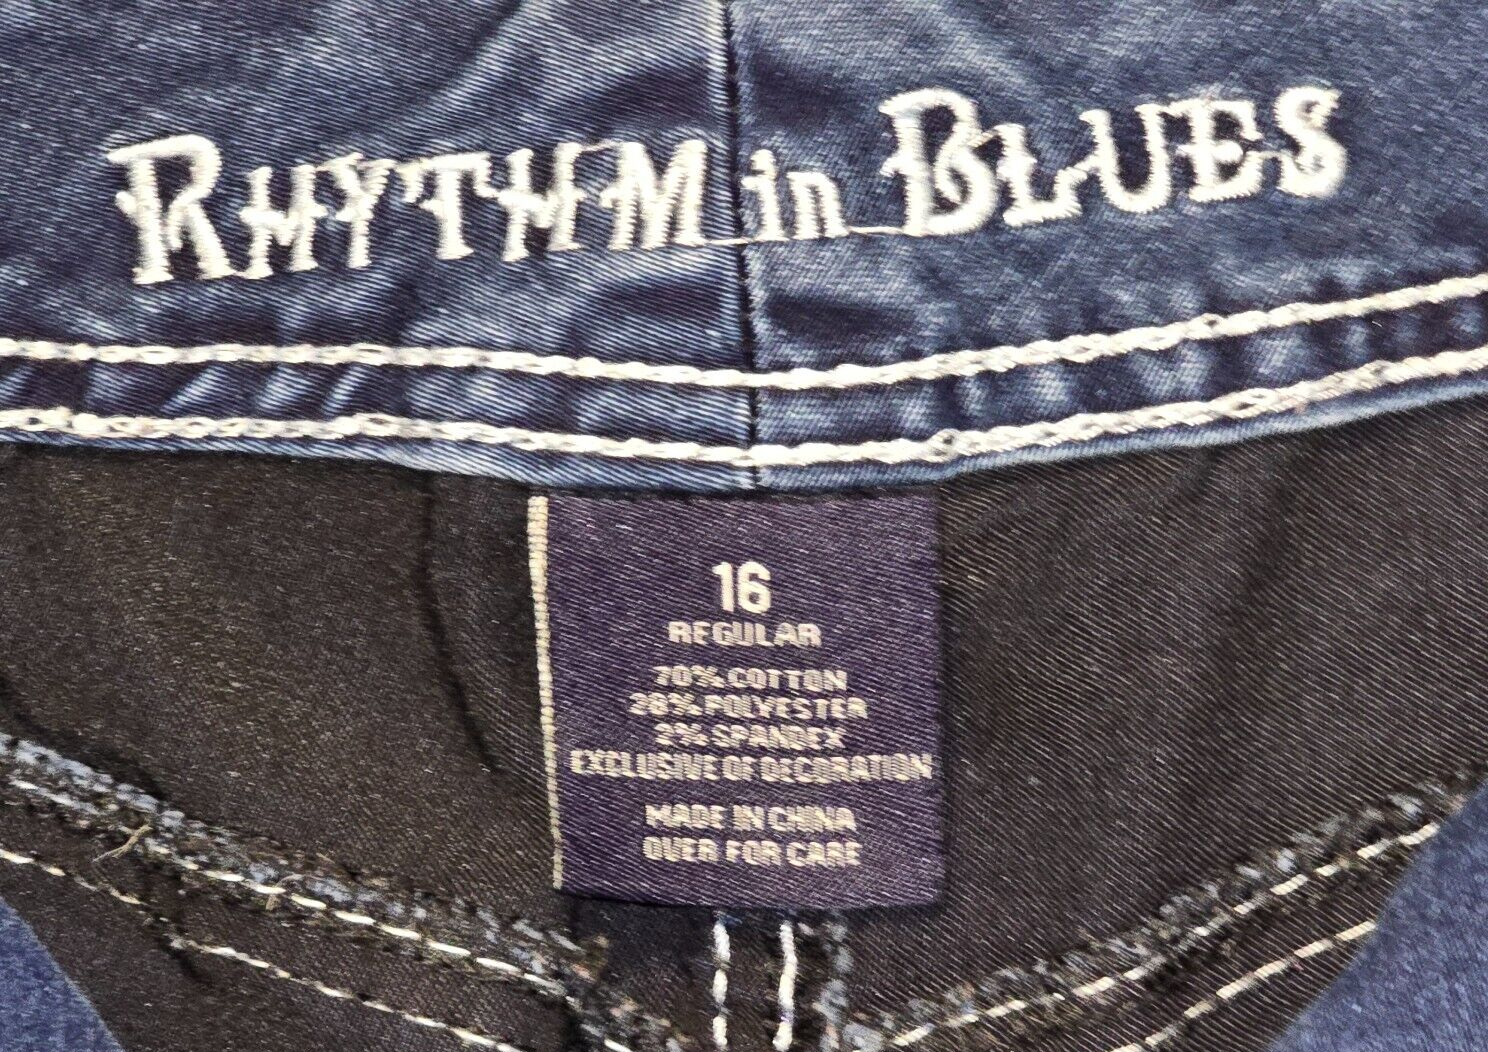 RHYTHM in BLUES
16
REGULAR
70% COTTON
28% POLYESTER
2% SPANDEX
EXCLUSIVE OF DECORATION
MADE IN CHINA
OVER FOR CARE